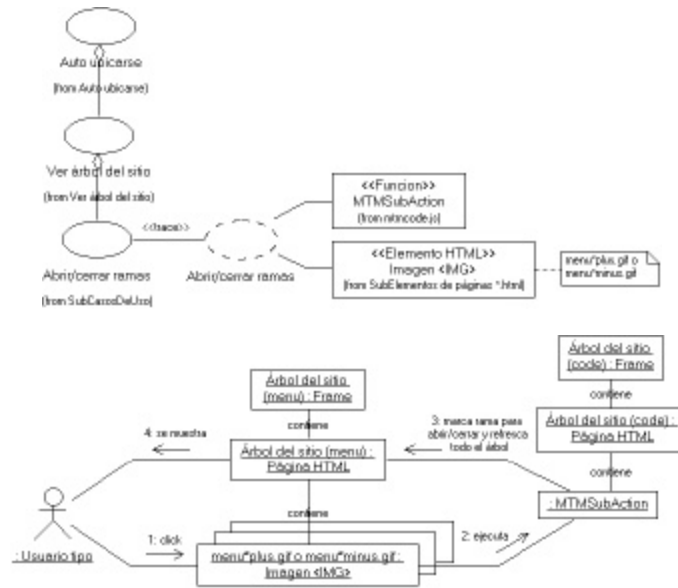 Auto ubicarse
(from Auto ubicarse)
Ver árbol del sitio
(from Ver árbol del sitio)
<<trace>>
Abrir/cerrar ramas
(from SubCasosDeUso)
Abrir/cerrar ramas
<<Funcion>>
MTMSubAction
(from mtmcode.js)
<<Elemento HTML>>
Imagen <IMG>
(from SubElementos de páginas *.html)
menu*plus.gif o
menu*minus.gif
Árbol del sitio
(menu) : Frame
contiene
Árbol del sitio (menu) :
Página HTML
contiene
menu*plus.gif o menu*minus.gif :
Imagen <IMG>
Árbol del sitio
(code) : Frame
contiene
Árbol del sitio (code) :
Página HTML
contiene
: MTMSubAction
: Usuario tipo
1: click
2: ejecuta
3: marca rama para
abrir/cerrar y refresca
todo el árbol
4: se muestra